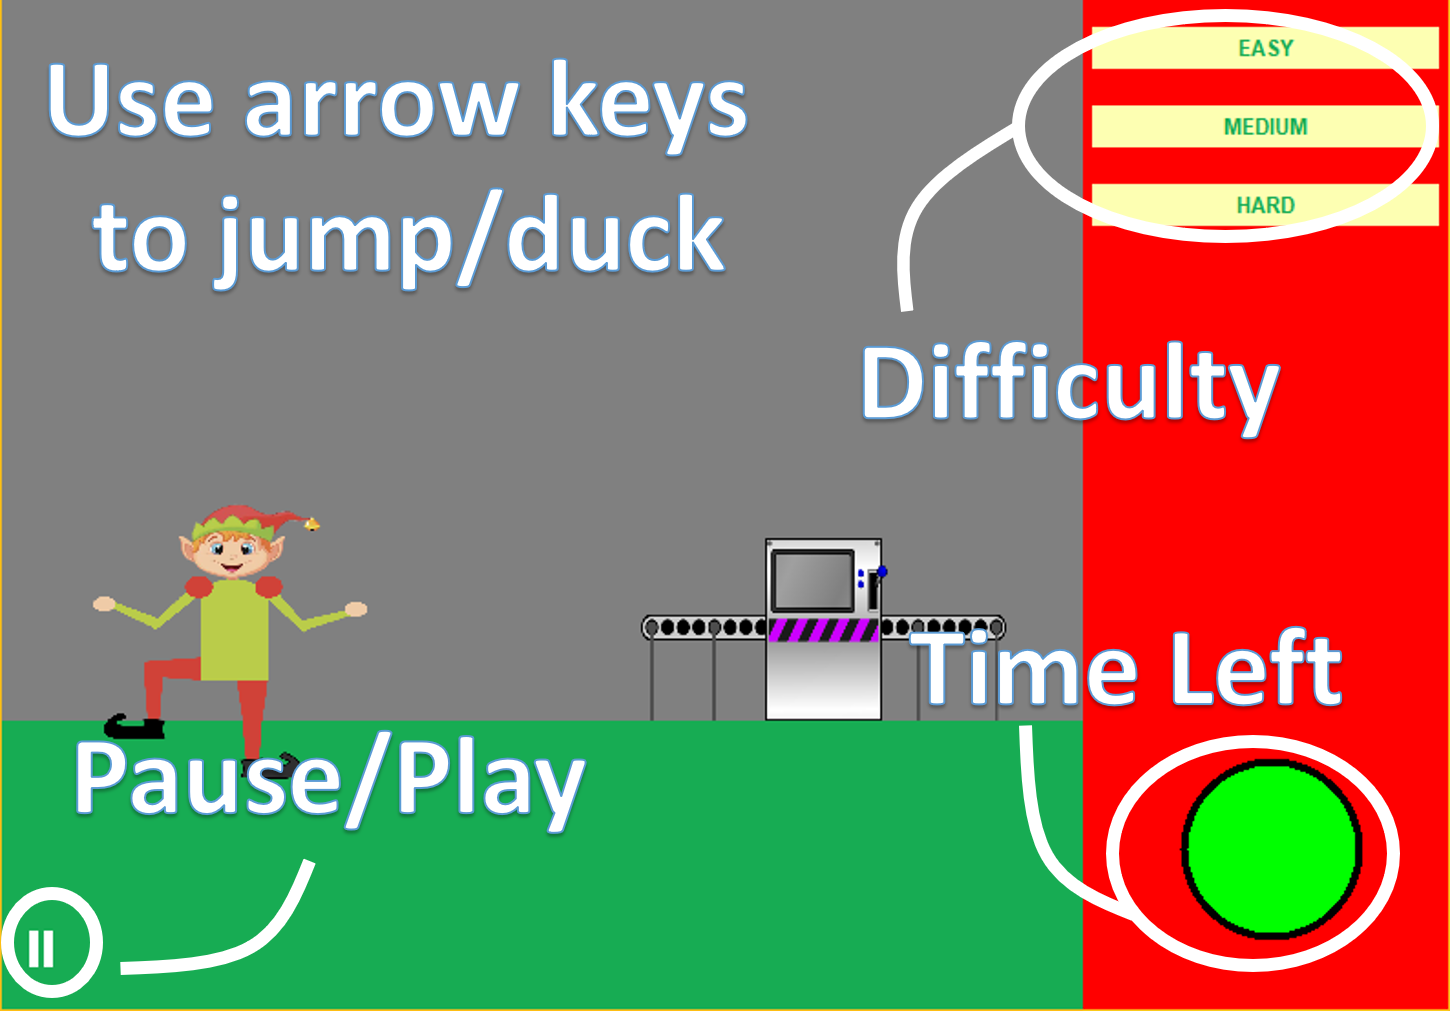 Use arrow keys
to jump/duck
EASY
MEDIUM
HARD
Difficulty
Time Left
Pause/Play